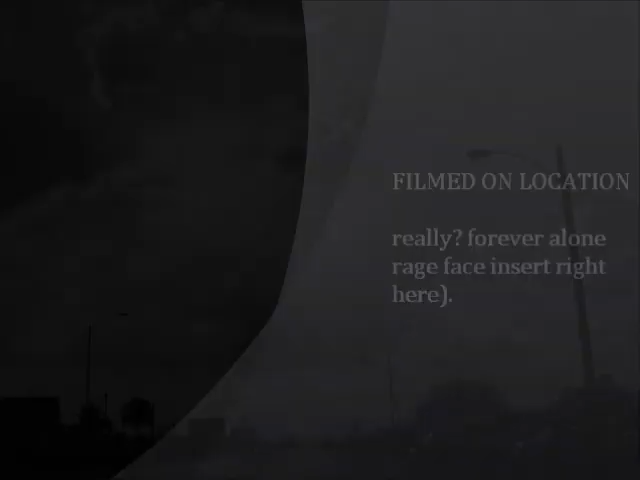 FILMED ON LOCATION
really? forever alone
rage face insert right
here).